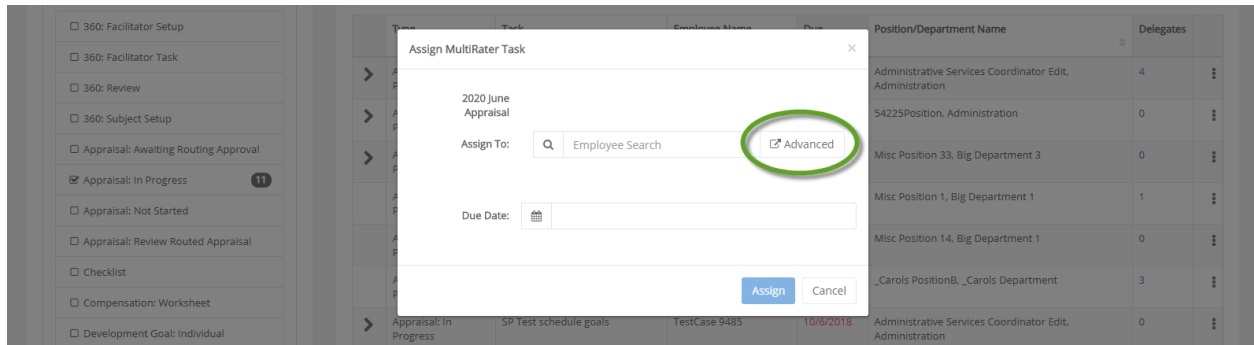 360: Facilitator Setup
360: Facilitator Task
360: Review
360: Subject Setup
Appraisal: Awaiting Routing Approval
Appraisal: In Progress 11
Appraisal: Not Started
Appraisal: Review Routed Appraisal
Checklist
Compensation: Worksheet
Development Goal: Individual
Type Task Employee Name Due Position/Department Name Delegates
Assign MultiRater Task
2020 June
Appraisal
Assign To: Employee Search Advanced
Due Date:
Assign Cancel
Administrative Services Coordinator Edit, 4
Administration
54225Position, Administration 0
Misc Position 33, Big Department 3 0
Misc Position 1, Big Department 1 1
Misc Position 14, Big Department 1 0
_Carols PositionB, _Carols Department 3
Appraisal: In SP Test schedule goals TestCase 9485 10/6/2018 Administrative Services Coordinator Edit, 0
Progress Administration